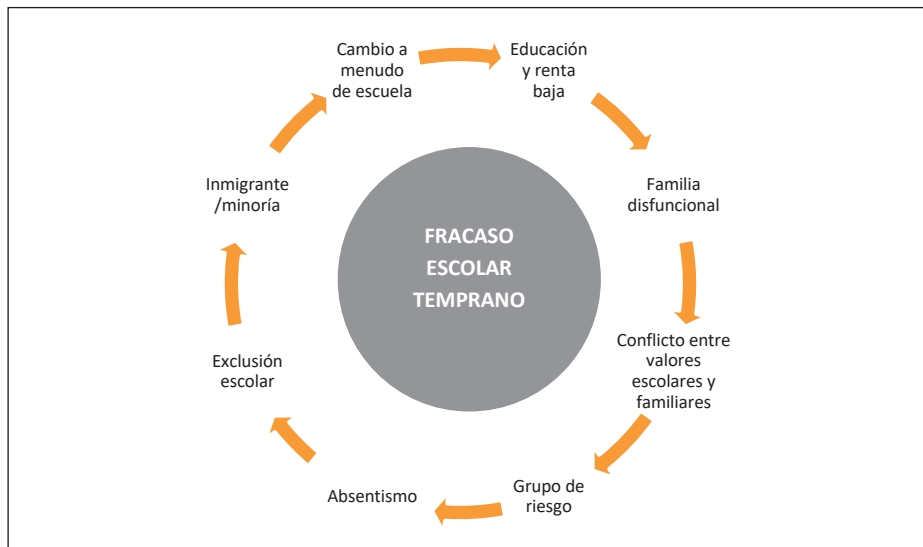 Cambio a
menudo
de escuela
Educación
y renta
baja
Familia
disfuncional
Conflicto entre
valores
escolares y
familiares
Grupo de
riesgo
Absentismo
Exclusión
escolar
Inmigrante
/minoría
FRACASO
ESCOLAR
TEMPRANO